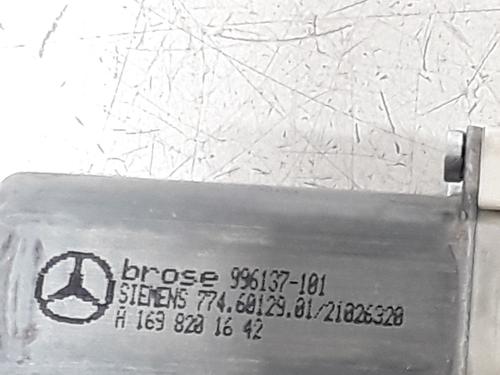 brose 996137-101
SIEMENS 774.60129.01/21026320
A 169 820 16 42